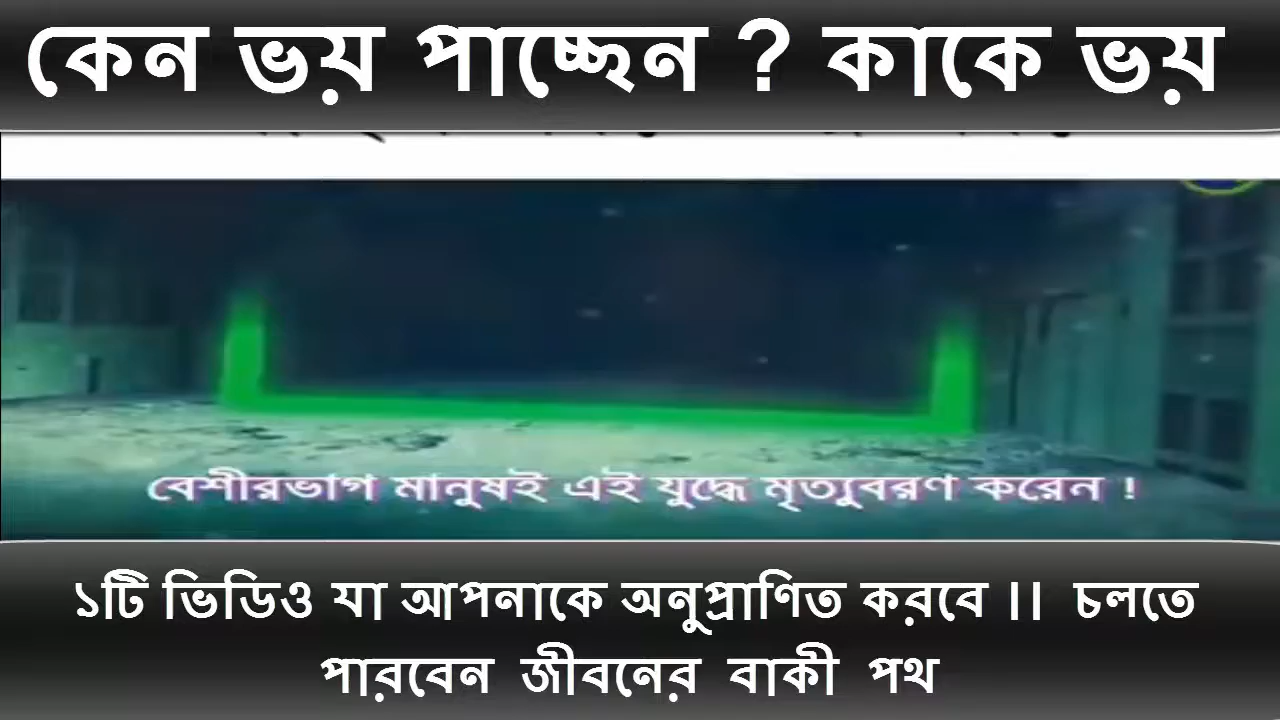 কেন ভয় পাচ্ছেন ? কাকে ভয়
বেশীরভাগ মানুষই এই যুদ্ধে মৃত্যুবরণ করেন !
১টি ভিডিও যা আপনাকে অনুপ্রাণিত করবে ।। চলতে
পারবেন জীবনের বাকী পথ